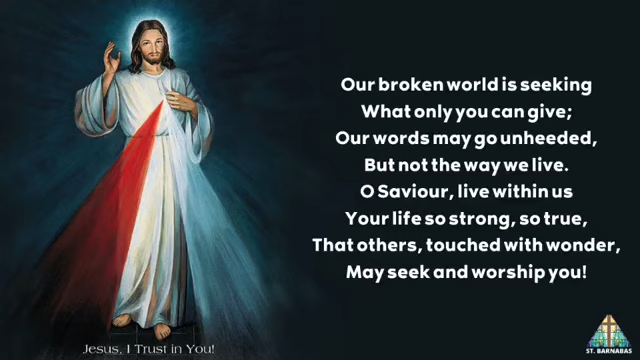 Our broken world is seeking
What only you can give;
Our words may go unheeded,
But not the way we live.
O Saviour, live within us
Your life so strong, so true,
That others, touched with wonder,
May seek and worship you!
Jesus, I Trust in You!
ST. BARNABAS